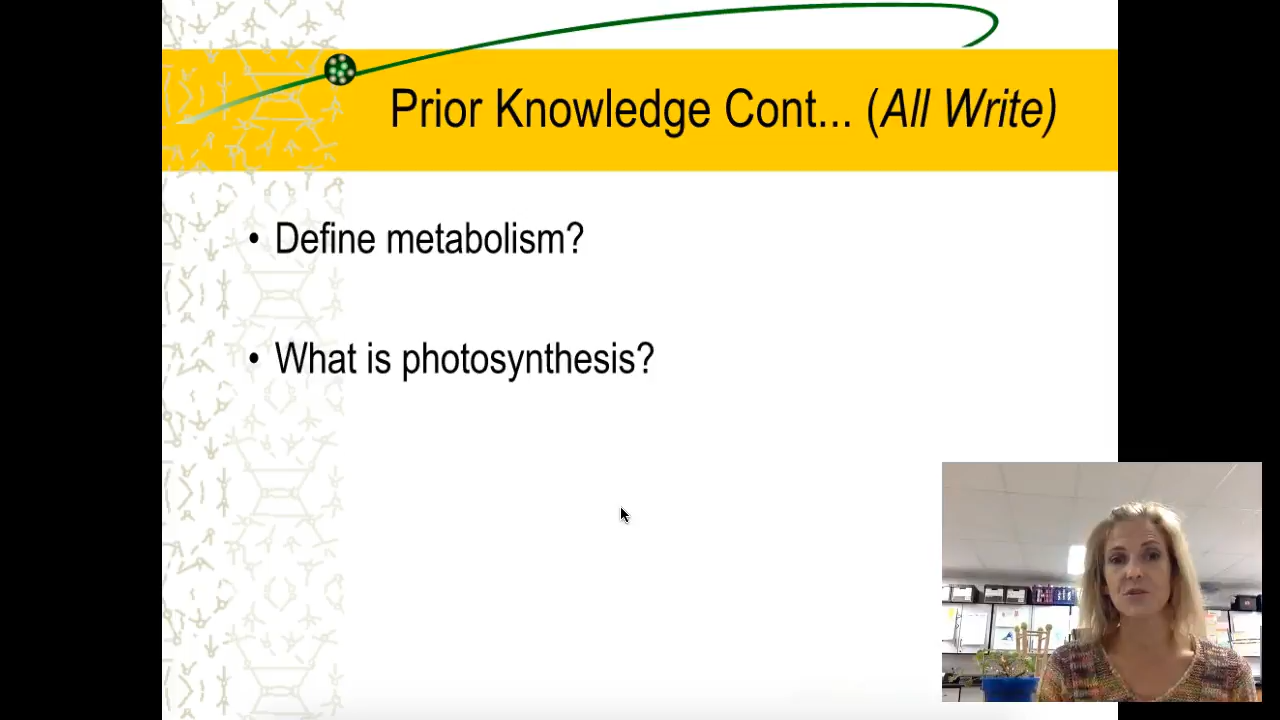 Prior Knowledge Cont... (All Write)
• Define metabolism?
• What is photosynthesis?